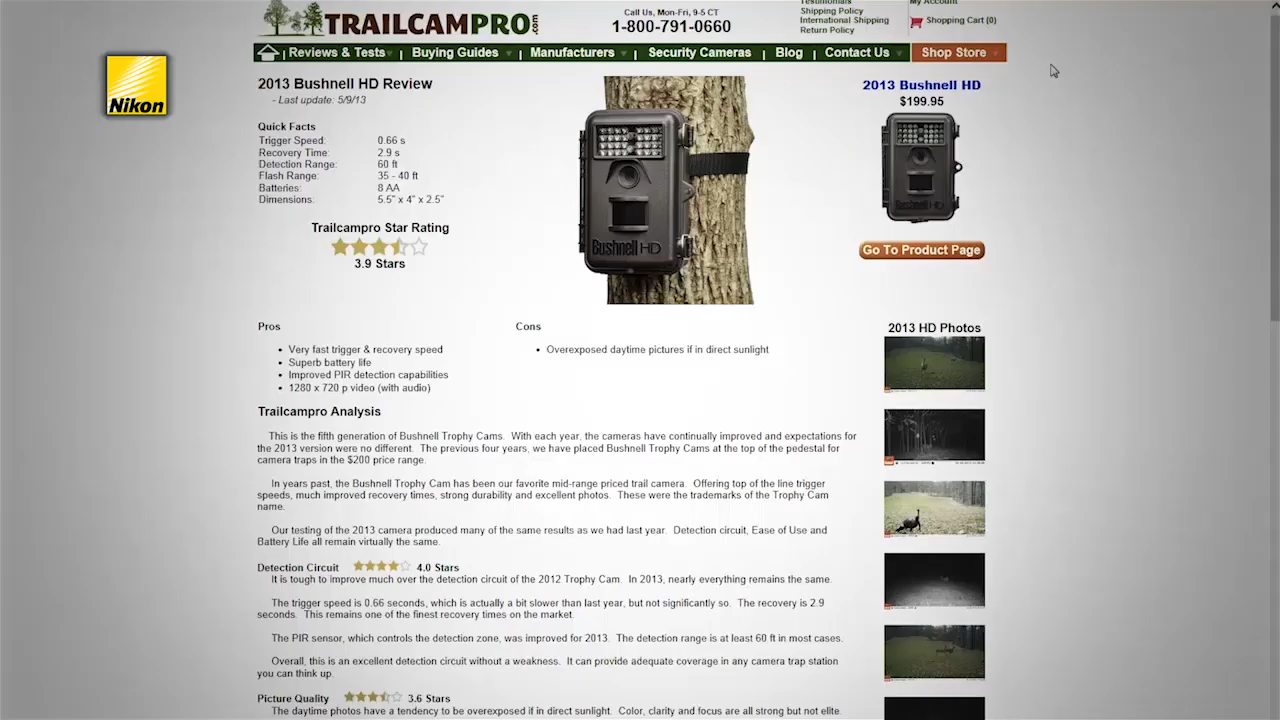 Testimonials
My Account
TRAILCAMPRO.com
Call Us, Mon-Fri, 9-5 CT
1-800-791-0660
Shipping Policy
International Shipping
Return Policy
Shopping Cart (0)
Reviews & Tests
Buying Guides
Manufacturers
Security Cameras
Blog
Contact Us
Shop Store
Nikon
2013 Bushnell HD Review
- Last update: 5/9/13
Quick Facts
Trigger Speed: 0.66 s
Recovery Time: 2.9 s
Detection Range: 60 ft
Flash Range: 35 - 40 ft
Batteries: 8 AA
Dimensions: 5.5" x 4" x 2.5"
Trailcampro Star Rating
3.9 Stars
Bushnell HD
2013 Bushnell HD
$199.95
Bushnell HD
Go To Product Page
Pros
Very fast trigger & recovery speed
Superb battery life
Improved PIR detection capabilities
1280 x 720 p video (with audio)
Cons
Overexposed daytime pictures if in direct sunlight
2013 HD Photos
Trailcampro Analysis
This is the fifth generation of Bushnell Trophy Cams. With each year, the cameras have continually improved and expectations for
the 2013 version were no different. The previous four years, we have placed Bushnell Trophy Cams at the top of the pedestal for
camera traps in the $200 price range.
In years past, the Bushnell Trophy Cam has been our favorite mid-range priced trail camera. Offering top of the line trigger
speeds, much improved recovery times, strong durability and excellent photos. These were the trademarks of the Trophy Cam
name.
Our testing of the 2013 camera produced many of the same results as we had last year. Detection circuit, Ease of Use and
Battery Life all remain virtually the same.
Detection Circuit 4.0 Stars
It is tough to improve much over the detection circuit of the 2012 Trophy Cam. In 2013, nearly everything remains the same.
The trigger speed is 0.66 seconds, which is actually a bit slower than last year, but not significantly so. The recovery is 2.9
seconds. This remains one of the finest recovery times on the market.
The PIR sensor, which controls the detection zone, was improved for 2013. The detection range is at least 60 ft in most cases.
Overall, this is an excellent detection circuit without a weakness. It can provide adequate coverage in any camera trap station
you can think up.
Picture Quality 3.6 Stars
The daytime photos have a tendency to be overexposed if in direct sunlight. Color, clarity and focus are all strong but not elite.